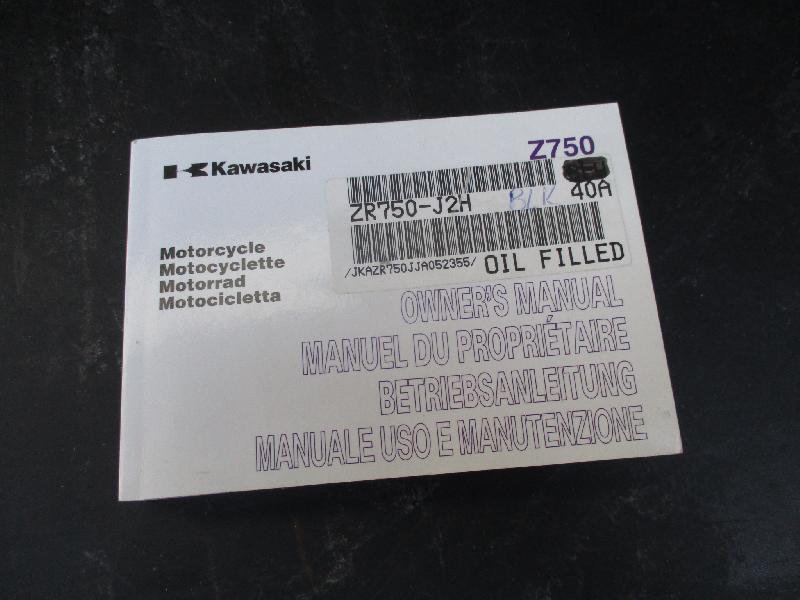 Kawasaki
Z750
ZR750-J2H
BLK
40A
/JKAZR750JJA052355/
OIL FILLED
Motorcycle
Motocyclette
Motorrad
Motocicletta
OWNER'S MANUAL
MANUEL DU PROPRIÉTAIRE
BETRIEBSANLEITUNG
MANUALE USO E MANUTENZIONE